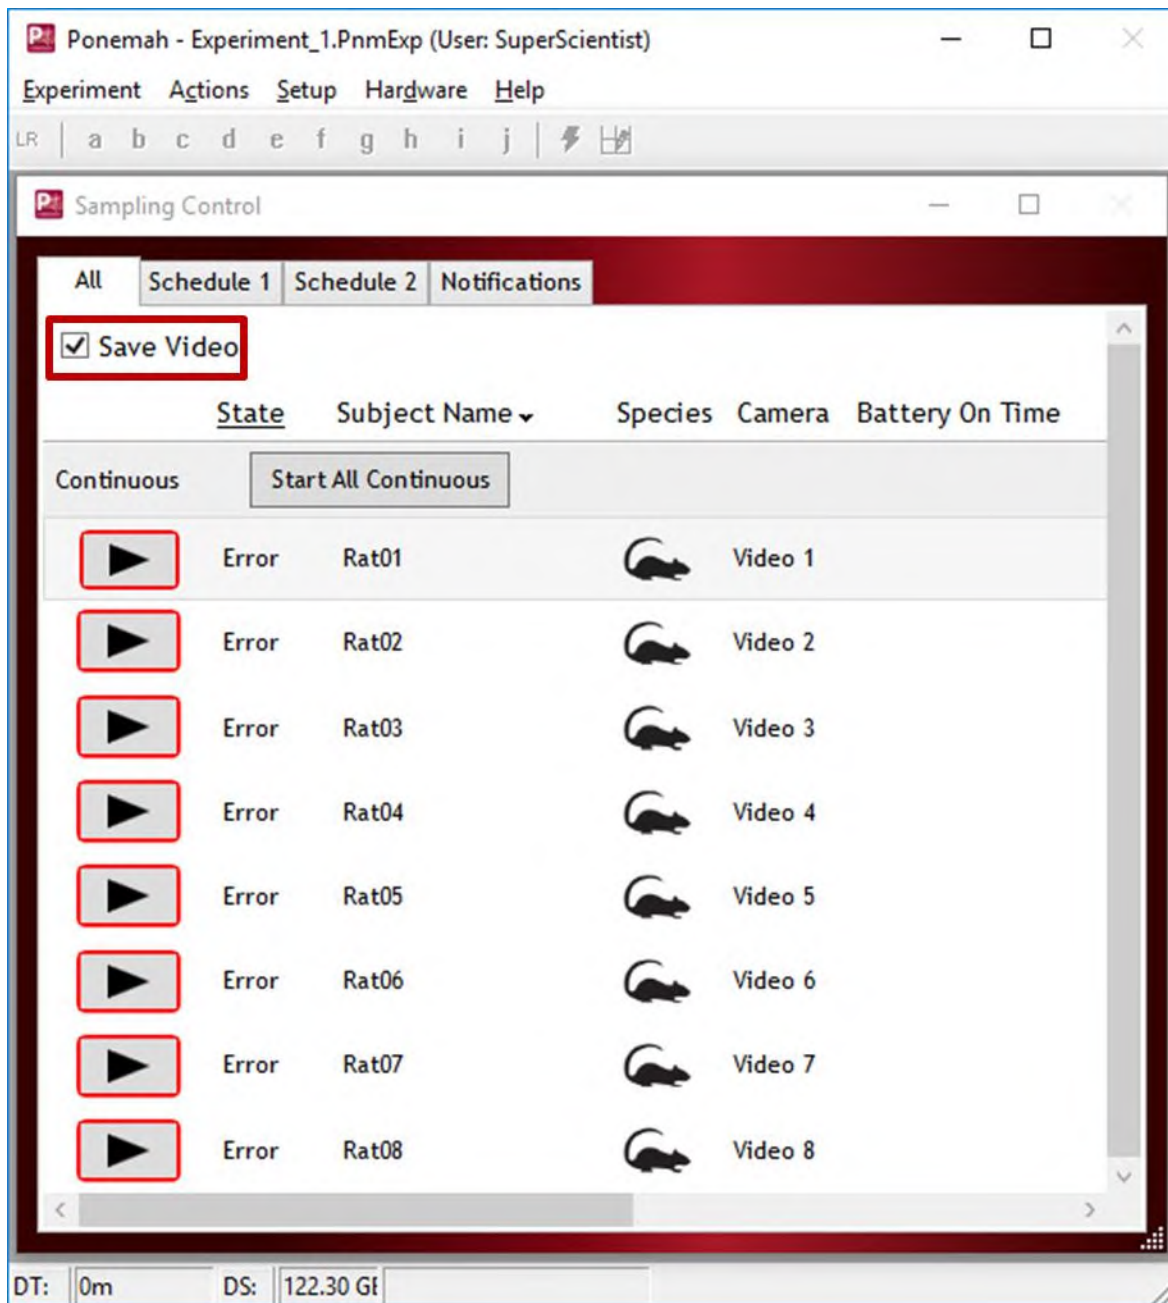 Ponemah - Experiment_1.PnmExp (User: SuperScientist)
Experiment Actions Setup Hardware Help
LR a b c d e f g h i j
Sampling Control
All Schedule 1 Schedule 2 Notifications
Save Video
State Subject Name Species Camera Battery On Time
Continuous Start All Continuous
Error Rat01 Video 1
Error Rat02 Video 2
Error Rat03 Video 3
Error Rat04 Video 4
Error Rat05 Video 5
Error Rat06 Video 6
Error Rat07 Video 7
Error Rat08 Video 8
DT: 0m DS: 122.30 GB